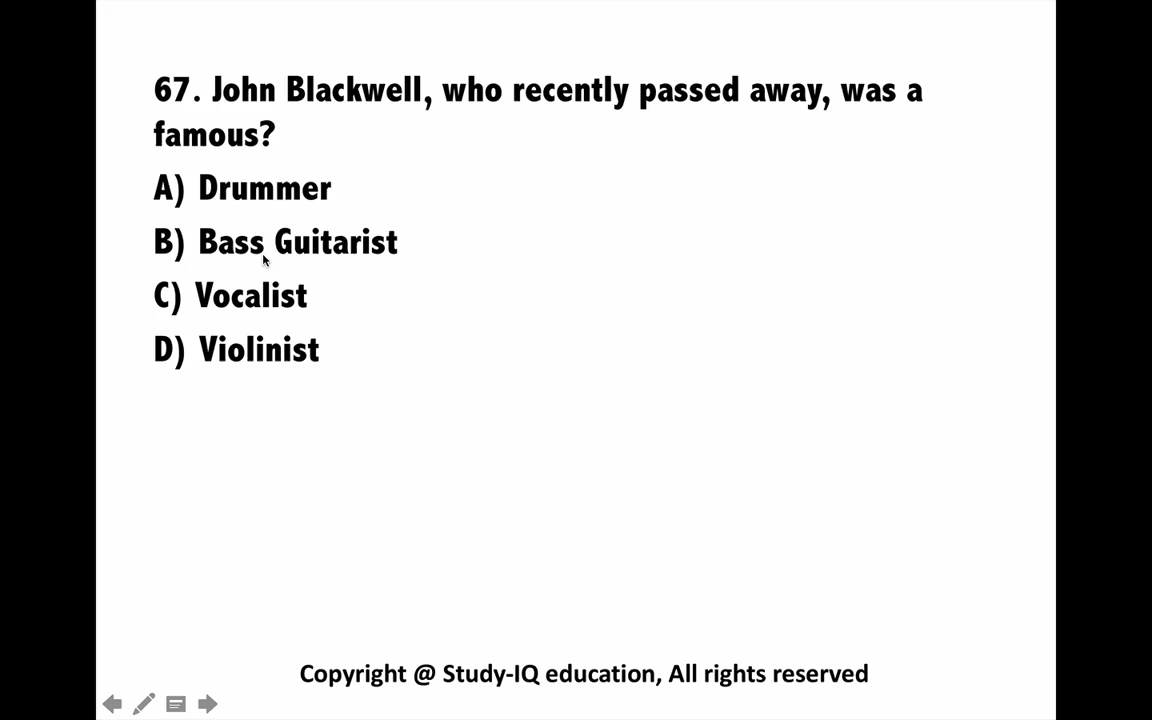 67. John Blackwell, who recently passed away, was a
famous?
A) Drummer
B) Bass Guitarist
C) Vocalist
D) Violinist
Copyright @ Study-IQ education, All rights reserved